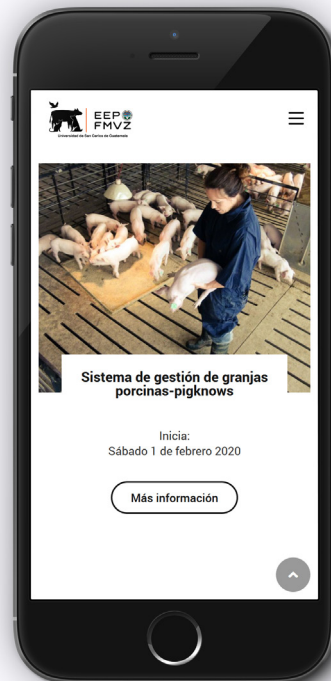 EEP
FMVZ
Universidad de San Carlos de Guatemala
Sistema de gestión de granjas
porcinas-pigknows
Inicia:
Sábado 1 de febrero 2020
Más información